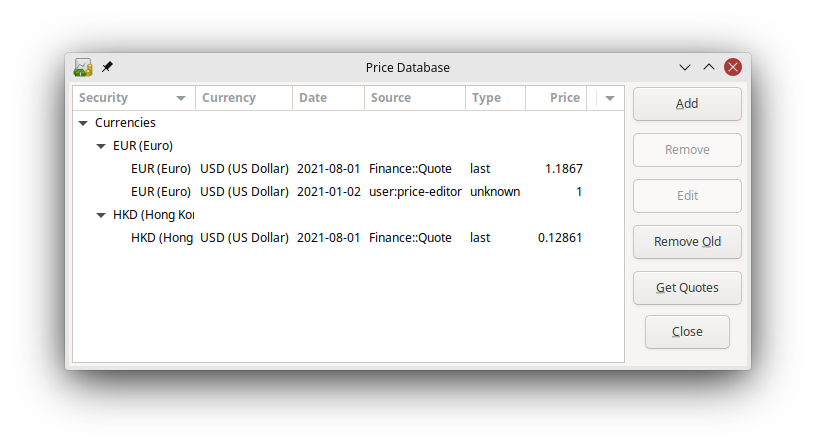 Price Database
Security Currency Date Source Type Price
Currencies
EUR (Euro)
EUR (Euro) USD (US Dollar) 2021-08-01 Finance::Quote last 1.1867
EUR (Euro) USD (US Dollar) 2021-01-02 user:price-editor unknown 1
HKD (Hong Ko
HKD (Hong USD (US Dollar) 2021-08-01 Finance::Quote last 0.12861
Add
Remove
Edit
Remove Old
Get Quotes
Close